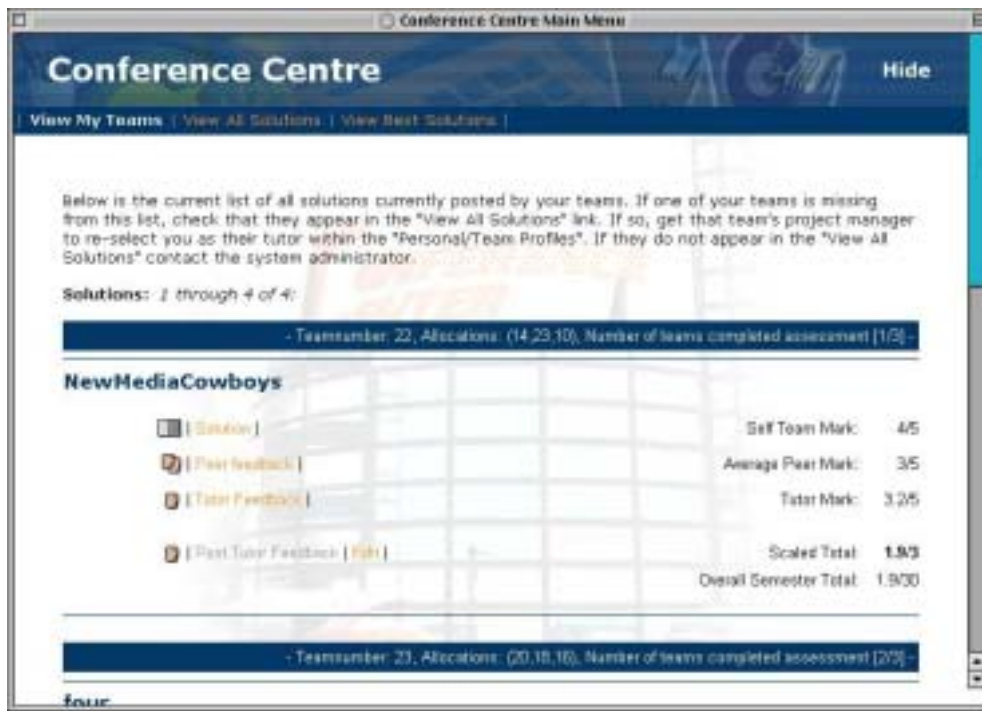 Conference Centre Main Menu
Conference Centre
Hide
| View My Teams | View All Solutions | View Best Solutions |
Below is the current list of all solutions currently posted by your teams. If one of your teams is missing
from this list, check that they appear in the "View All Solutions" link. If so, get that team's project manager
to re-select you as their tutor within the "Personal/Team Profiles". If they do not appear in the "View All
Solutions" contact the system administrator.
Solutions: 1 through 4 of 4:
- Teamnumber: 22, Allocations: (14,23,10), Number of teams completed assessment [1/3] -
NewMediaCowboys
| Solution | Self Team Mark: 4/5
| Peer feedback | Average Peer Mark: 3/5
| Tutor Feedback | Tutor Mark: 3.2/5
| Post Tutor Feedback | Edit | Scaled Total: 1.9/3
Overall Semester Total: 1.9/30
- Teamnumber: 23, Allocations: (20,18,16), Number of teams completed assessment [2/3] -
four